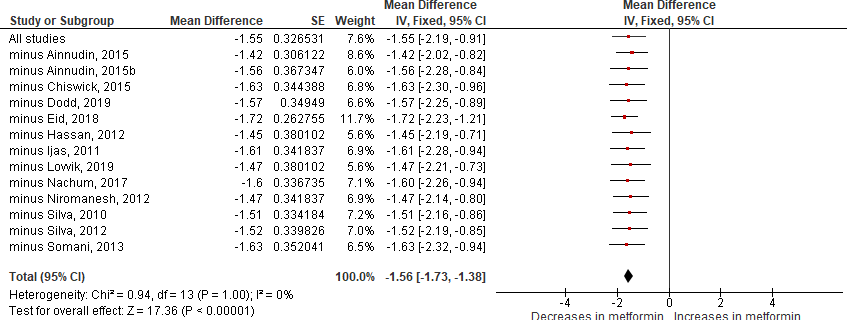 Mean Difference Mean Difference
Study or Subgroup Mean Difference SE Weight IV, Fixed, 95% CI IV, Fixed, 95% CI
All studies -1.55 0.326531 7.6% -1.55 [-2.19, -0.91]
minus Ainnudin, 2015 -1.42 0.306122 8.6% -1.42 [-2.02, -0.82]
minus Ainnudin, 2015b -1.56 0.367347 6.0% -1.56 [-2.28, -0.84]
minus Chiswick, 2015 -1.63 0.344388 6.8% -1.63 [-2.30, -0.96]
minus Dodd, 2019 -1.57 0.34949 6.6% -1.57 [-2.25, -0.89]
minus Eid, 2018 -1.72 0.262755 11.7% -1.72 [-2.23, -1.21]
minus Hassan, 2012 -1.45 0.380102 5.6% -1.45 [-2.19, -0.71]
minus Ijas, 2011 -1.61 0.341837 6.9% -1.61 [-2.28, -0.94]
minus Lowik, 2019 -1.47 0.380102 5.6% -1.47 [-2.21, -0.73]
minus Nachum, 2017 -1.6 0.336735 7.1% -1.60 [-2.26, -0.94]
minus Niromanesh, 2012 -1.47 0.341837 6.9% -1.47 [-2.14, -0.80]
minus Silva, 2010 -1.51 0.334184 7.2% -1.51 [-2.16, -0.86]
minus Silva, 2012 -1.52 0.339826 7.0% -1.52 [-2.19, -0.85]
minus Somani, 2013 -1.63 0.352041 6.5% -1.63 [-2.32, -0.94]
Total (95% CI) 100.0% -1.56 [-1.73, -1.38]
Heterogeneity: Chi² = 0.94, df = 13 (P = 1.00); I² = 0%
Test for overall effect: Z = 17.36 (P < 0.00001)
-4 -2 0 2 4
Decreases in metformin Increases in metformin